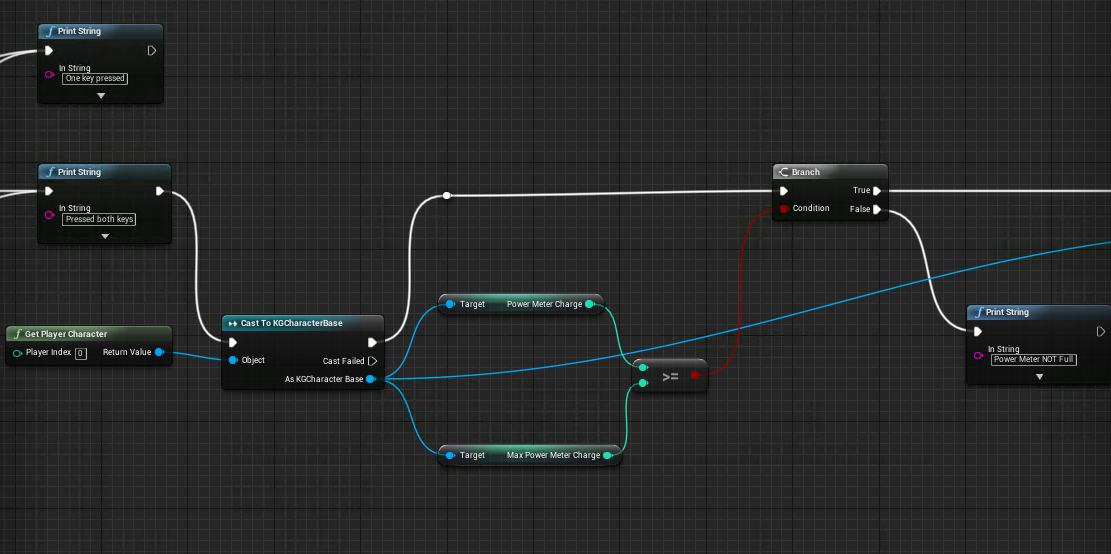 Print String
In String
One key pressed
Print String
In String
Pressed both keys
Get Player Character
Player Index 0 Return Value
Cast To KGCharacterBase
Object Cast Failed
As KGCharacter Base
Target Power Meter Charge
Target Max Power Meter Charge
>=
Branch
True
Condition False
Print String
In String
Power Meter NOT Full